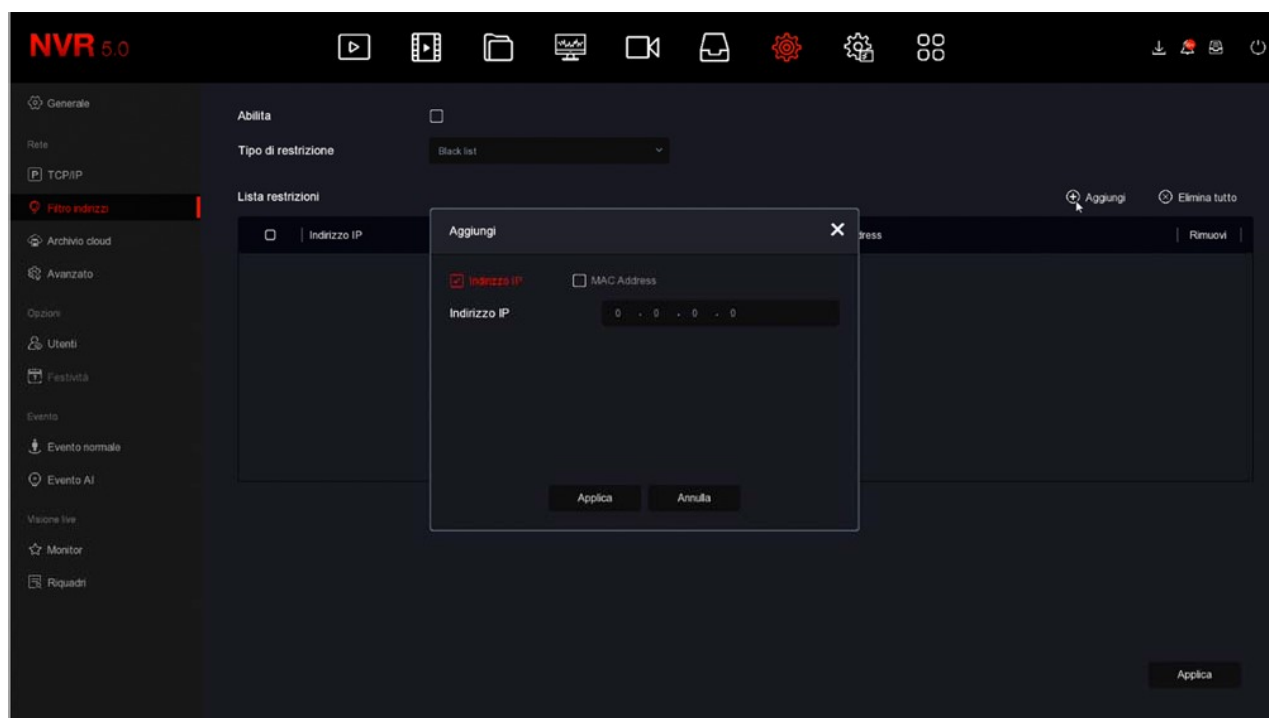 NVR 5.0
Generale
Rete
TCP/IP
Filtro indirizzi
Archivio cloud
Avanzato
Opzioni
Utenti
Festività
Evento
Evento normale
Evento AI
Visione live
Monitor
Riquadri
Abilita
Tipo di restrizione
Black list
Lista restrizioni
Aggiungi
Elimina tutto
Indirizzo IP
dress
Rimuovi
Aggiungi
Indirizzo IP
MAC Address
Indirizzo IP
0 . 0 . 0 . 0
Applica
Annulla
Applica